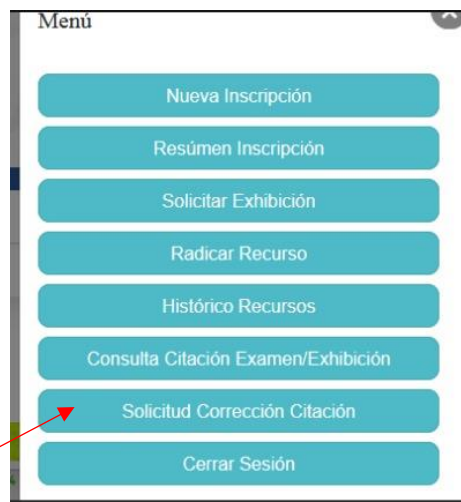 Menú
Nueva Inscripción
Resúmen Inscripción
Solicitar Exhibición
Radicar Recurso
Histórico Recursos
Consulta Citación Examen/Exhibición
Solicitud Corrección Citación
Cerrar Sesión